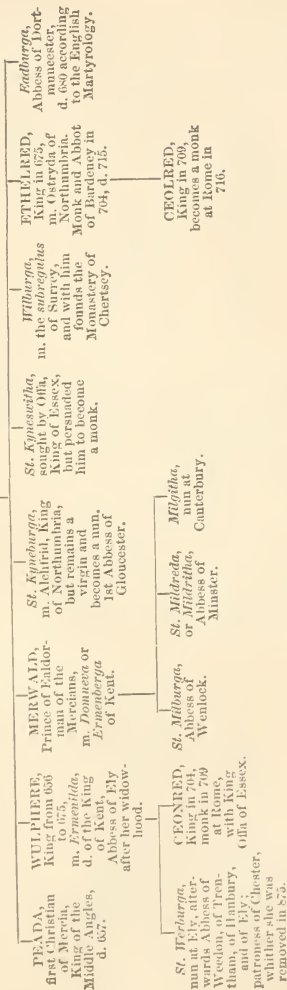 PEADA,
first Christian
of Mercia,
King of the
Middle Angles,
d. 657.
WULPHERE,
King from 656
to 675,
m. Ermenilda,
d. of the King
of Kent.
Abbess of Ely
after her widow-
hood.
MERWALD,
Prince of Ealdor-
man of the
Mercians,
m. Domneva or
Ermenberga
of Kent.
St. Kyneburga,
m. Alchfrid, King
of Northumbria,
but remains a
virgin and
becomes a nun.
1st Abbess of
Gloucester.
St. Kyneswitha,
sought by Offa,
King of Essex,
but persuaded
him to become
a monk.
Wilburga,
m. the subregulus
of Surrey,
and with him
founds the
Monastery of
Chertsey.
ETHELRED,
King in 675,
m. Ostryda of
Northumbria.
Monk and Abbot
of Bardeney in
704, d. 715.
Eadburga,
Abbess of Dort-
muncester,
d. 680 according
to the English
Martyrology.
St. Werburga,
nun at Ely, after-
wards Abbess of
Weedon, of Tren-
tham, of Hanbury,
and of Ely;
patroness of Chester,
whither she was
removed in 875.
CEONRED,
King in 704,
monk in 709
at Rome,
with King
Offa of Essex.
St. Milburga,
Abbess of
Wenlock.
St. Mildreda,
or Mildritha,
Abbess of
Minster.
Milgitha,
nun at
Canterbury.
CEOLRED,
King in 709,
becomes a monk
at Rome in
716.